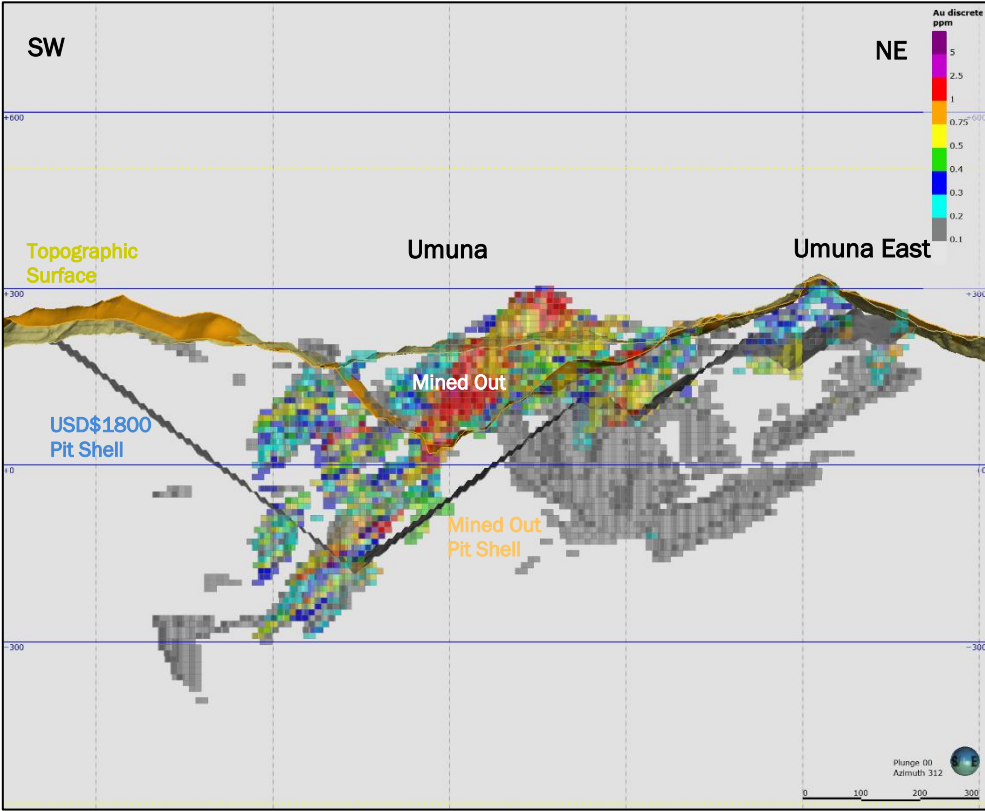 Au discrete
ppm
SW
NE
5
2.5
1
0.75
0.5
0.4
0.3
0.2
0.1
+600
+600
Topographic
Surface
Umuna
Umuna East
+300
+300
Mined Out
USD$1800
Pit Shell
+0
+0
Mined Out
Pit Shell
-300
-300
Plunge 00
Azimuth 312
S E
0 100 200 300